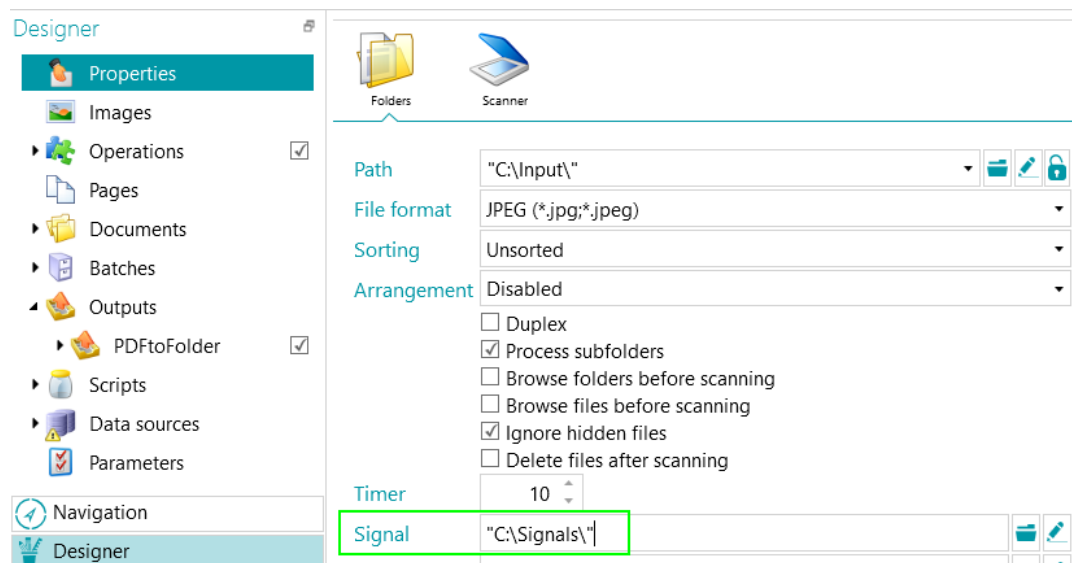 Designer
Properties
Images
Operations
Pages
Documents
Batches
Outputs
PDFtoFolder
Scripts
Data sources
Parameters
Navigation
Designer
Folders
Scanner
Path "C:\Input\"
File format JPEG (*.jpg;*.jpeg)
Sorting Unsorted
Arrangement Disabled
Duplex
Process subfolders
Browse folders before scanning
Browse files before scanning
Ignore hidden files
Delete files after scanning
Timer 10
Signal "C:\Signals\"